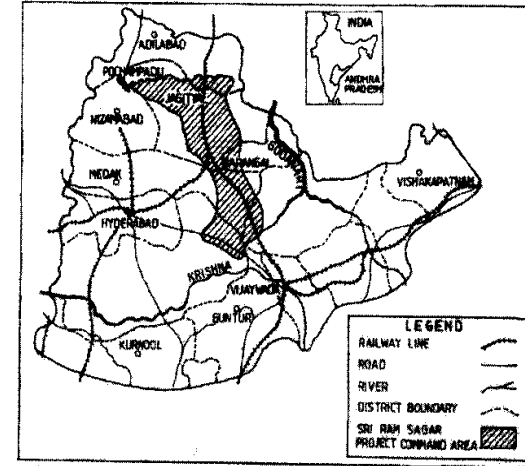 INDIA
ANDHRA
PRADESH
ADILABAD
POCHAMPADU
JAGITYAL
NIZAMABAD
WARANGAL
GODAVARI
MEDAK
VISHAKAPATNAM
HYDERABAD
KRISHNA
VIJAYWADA
GUNTUR
KURNOOL
LEGEND
RAILWAY LINE
ROAD
RIVER
DISTRICT BOUNDARY
SRI RAM SAGAR
PROJECT COMMAND AREA